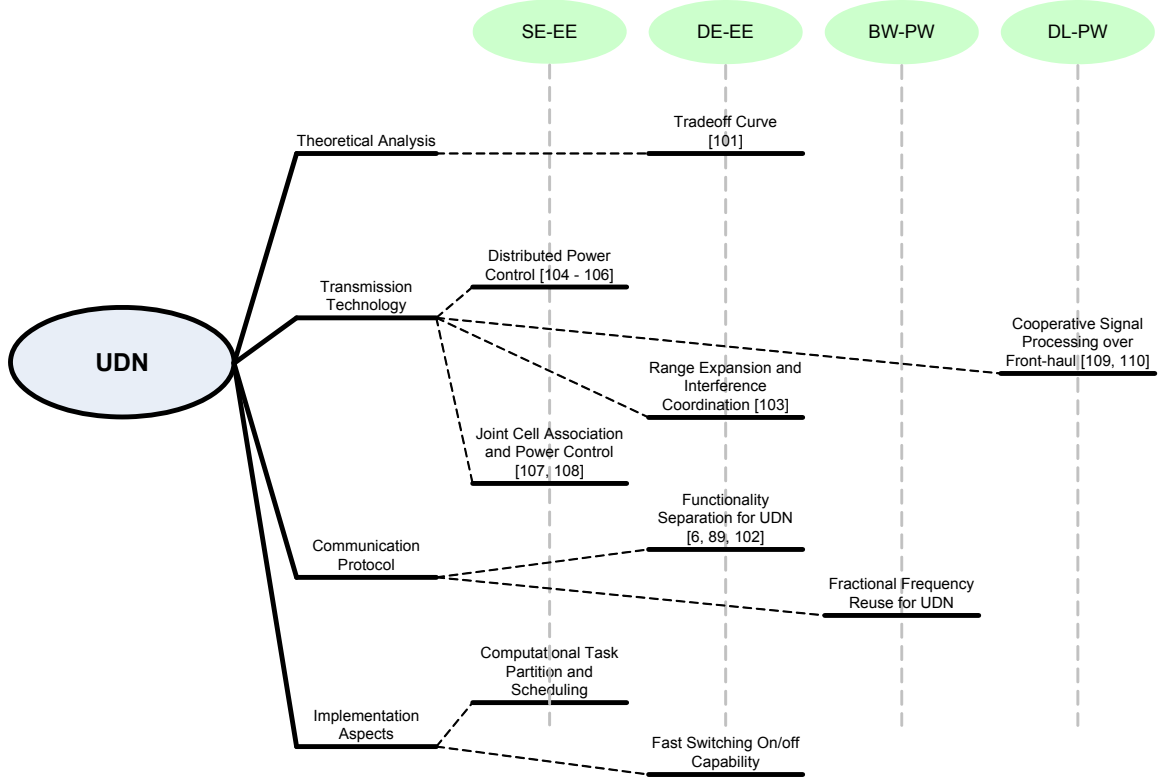 SE-EE
DE-EE
BW-PW
DL-PW
Theoretical Analysis
Tradeoff Curve
[101]
Distributed Power
Control [104 - 106]
Transmission
Technology
Cooperative Signal
Processing over
Front-haul [109, 110]
UDN
Range Expansion and
Interference
Coordination [103]
Joint Cell Association
and Power Control
[107, 108]
Functionality
Separation for UDN
[6, 89, 102]
Communication
Protocol
Fractional Frequency
Reuse for UDN
Computational Task
Partition and
Scheduling
Implementation
Aspects
Fast Switching On/off
Capability